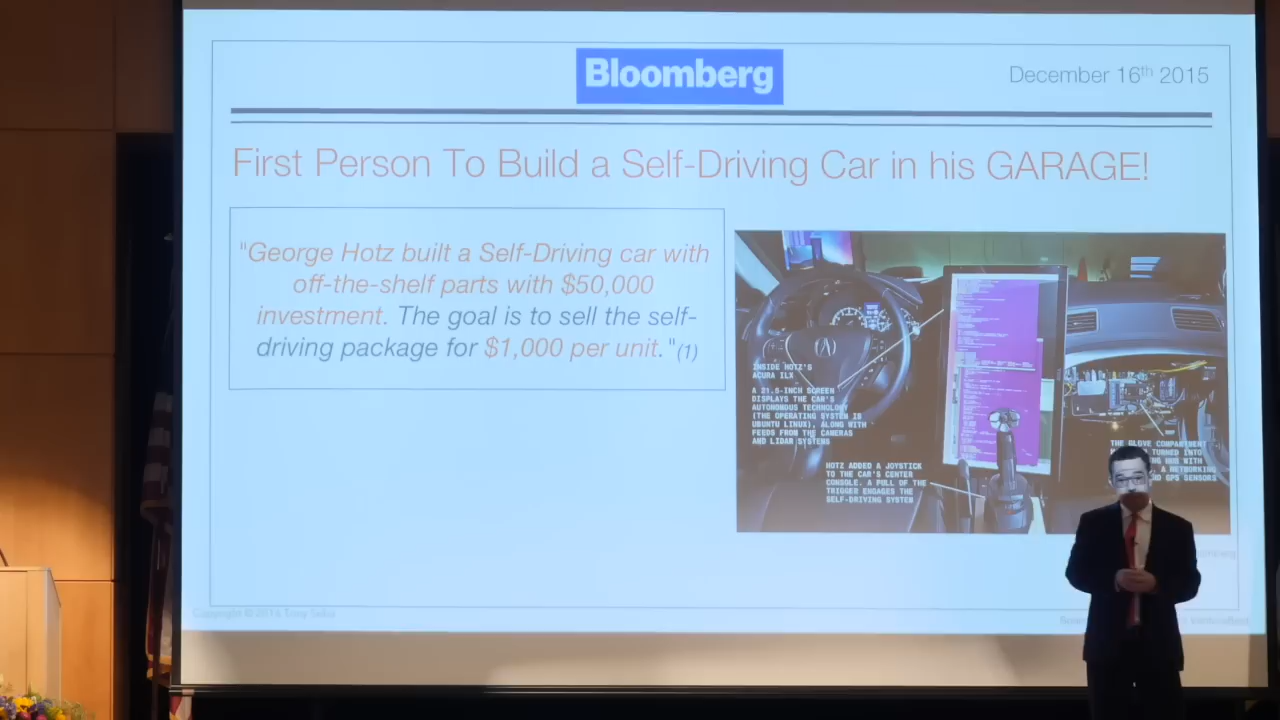 Bloomberg
December 16th 2015
First Person To Build a Self-Driving Car in his GARAGE!
"George Hotz built a Self-Driving car with
off-the-shelf parts with $50,000
investment. The goal is to sell the self-
driving package for $1,000 per unit."(1)
INSIDE HOTZ'S
ACURA ILX
A 21.5-INCH SCREEN
DISPLAYS THE CAR'S
AUTONOMOUS TECHNOLOGY
(THE OPERATING SYSTEM IS
UBUNTU LINUX), ALONG WITH
FEEDS FROM THE CAMERAS
AND LIDAR SYSTEMS
HOTZ ADDED A JOYSTICK
TO THE CAR'S CENTER
CONSOLE. A PULL OF THE
TRIGGER ENGAGES THE
SELF-DRIVING SYSTEM
THE GLOVE COMPARTMENT
TURNED INTO
HUB WITH
A NETWORKING
GPS SENSORS
Copyright © 2016 Tony Seba